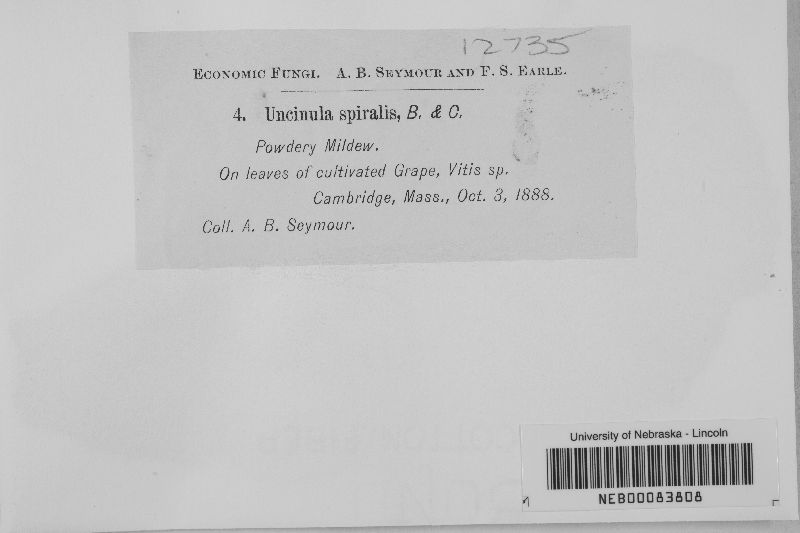 12735
ECONOMIC FUNGI. A. B. SEYMOUR AND F. S. EARLE.
4. Uncinula spiralis, B. & C.
Powdery Mildew.
On leaves of cultivated Grape, Vitis sp.
Cambridge, Mass., Oct. 3, 1888.
Coll. A. B. Seymour.
University of Nebraska - Lincoln
NEB00083808